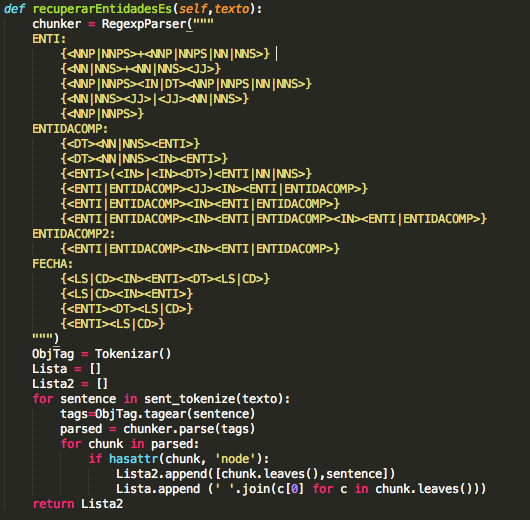 def recuperarEntidadesEs(self,texto):
    chunker = RegexpParser("""
    ENTI:
        {<NNP|NNPS>+<NNP|NNPS|NN|NNS>}
        {<NN|NNS>+<NN|NNS><JJ>}
        {<NNP|NNPS><IN|DT><NNP|NNPS|NN|NNS>}
        {<NN|NNS><JJ>|<JJ><NN|NNS>}
        {<NNP|NNPS>}
    ENTIDACOMP:
        {<DT><NN|NNS><ENTI>}
        {<DT><NN|NNS><IN><ENTI>}
        {<ENTI>(<IN>|<IN><DT>)<ENTI|NN|NNS>}
        {<ENTI|ENTIDACOMP><JJ><IN><ENTI|ENTIDACOMP>}
        {<ENTI|ENTIDACOMP><IN><ENTI|ENTIDACOMP>}
        {<ENTI|ENTIDACOMP><IN><ENTI|ENTIDACOMP><IN><ENTI|ENTIDACOMP>}
    ENTIDACOMP2:
        {<ENTI|ENTIDACOMP><IN><ENTI|ENTIDACOMP>}
    FECHA:
        {<LS|CD><IN><ENTI><DT><LS|CD>}
        {<LS|CD><IN><ENTI>}
        {<ENTI><DT><LS|CD>}
        {<ENTI><LS|CD>}
    """)
    ObjTag = Tokenizar()
    Lista = []
    Lista2 = []
    for sentence in sent_tokenize(texto):
        tags=ObjTag.tagear(sentence)
        parsed = chunker.parse(tags)
        for chunk in parsed:
            if hasattr(chunk, 'node'):
                Lista2.append([chunk.leaves(),sentence])
                Lista.append (' '.join(c[0] for c in chunk.leaves()))
    return Lista2